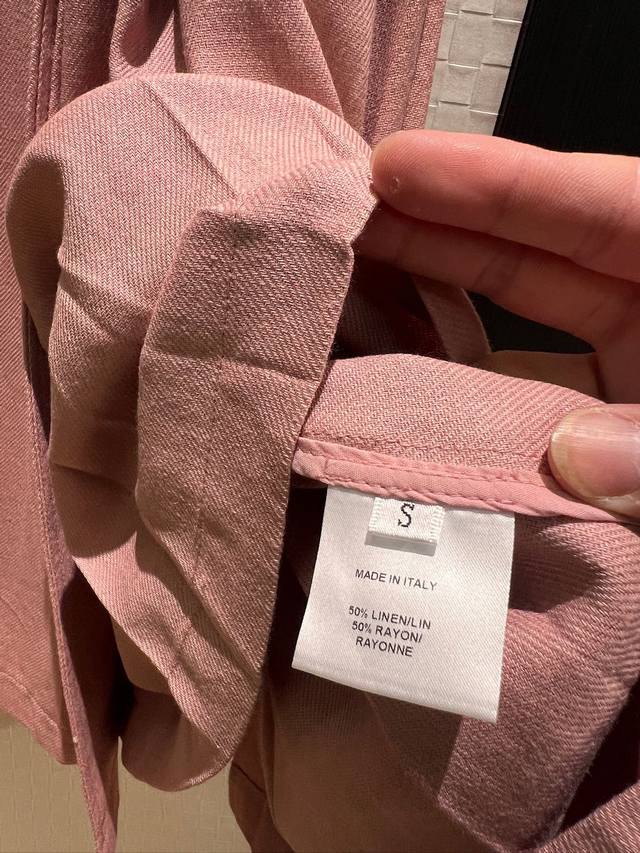 S
MADE IN ITALY
50% LINEN/LIN
50% RAYON/
RAYONNE